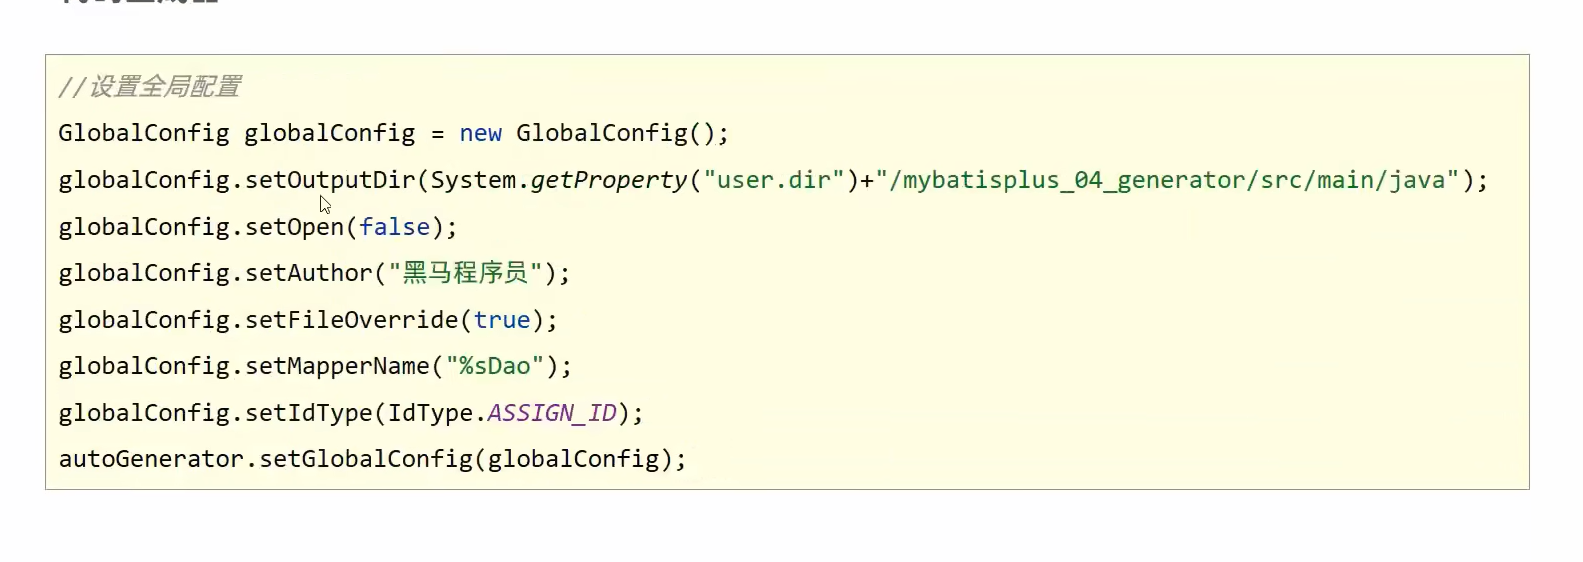 //设置全局配置
GlobalConfig globalConfig = new GlobalConfig();
globalConfig.setOutputDir(System.getProperty("user.dir")+"/mybatisplus_04_generator/src/main/java");
globalConfig.setOpen(false);
globalConfig.setAuthor("黑马程序员");
globalConfig.setFileOverride(true);
globalConfig.setMapperName("%sDao");
globalConfig.setIdType(IdType.ASSIGN_ID);
autoGenerator.setGlobalConfig(globalConfig);